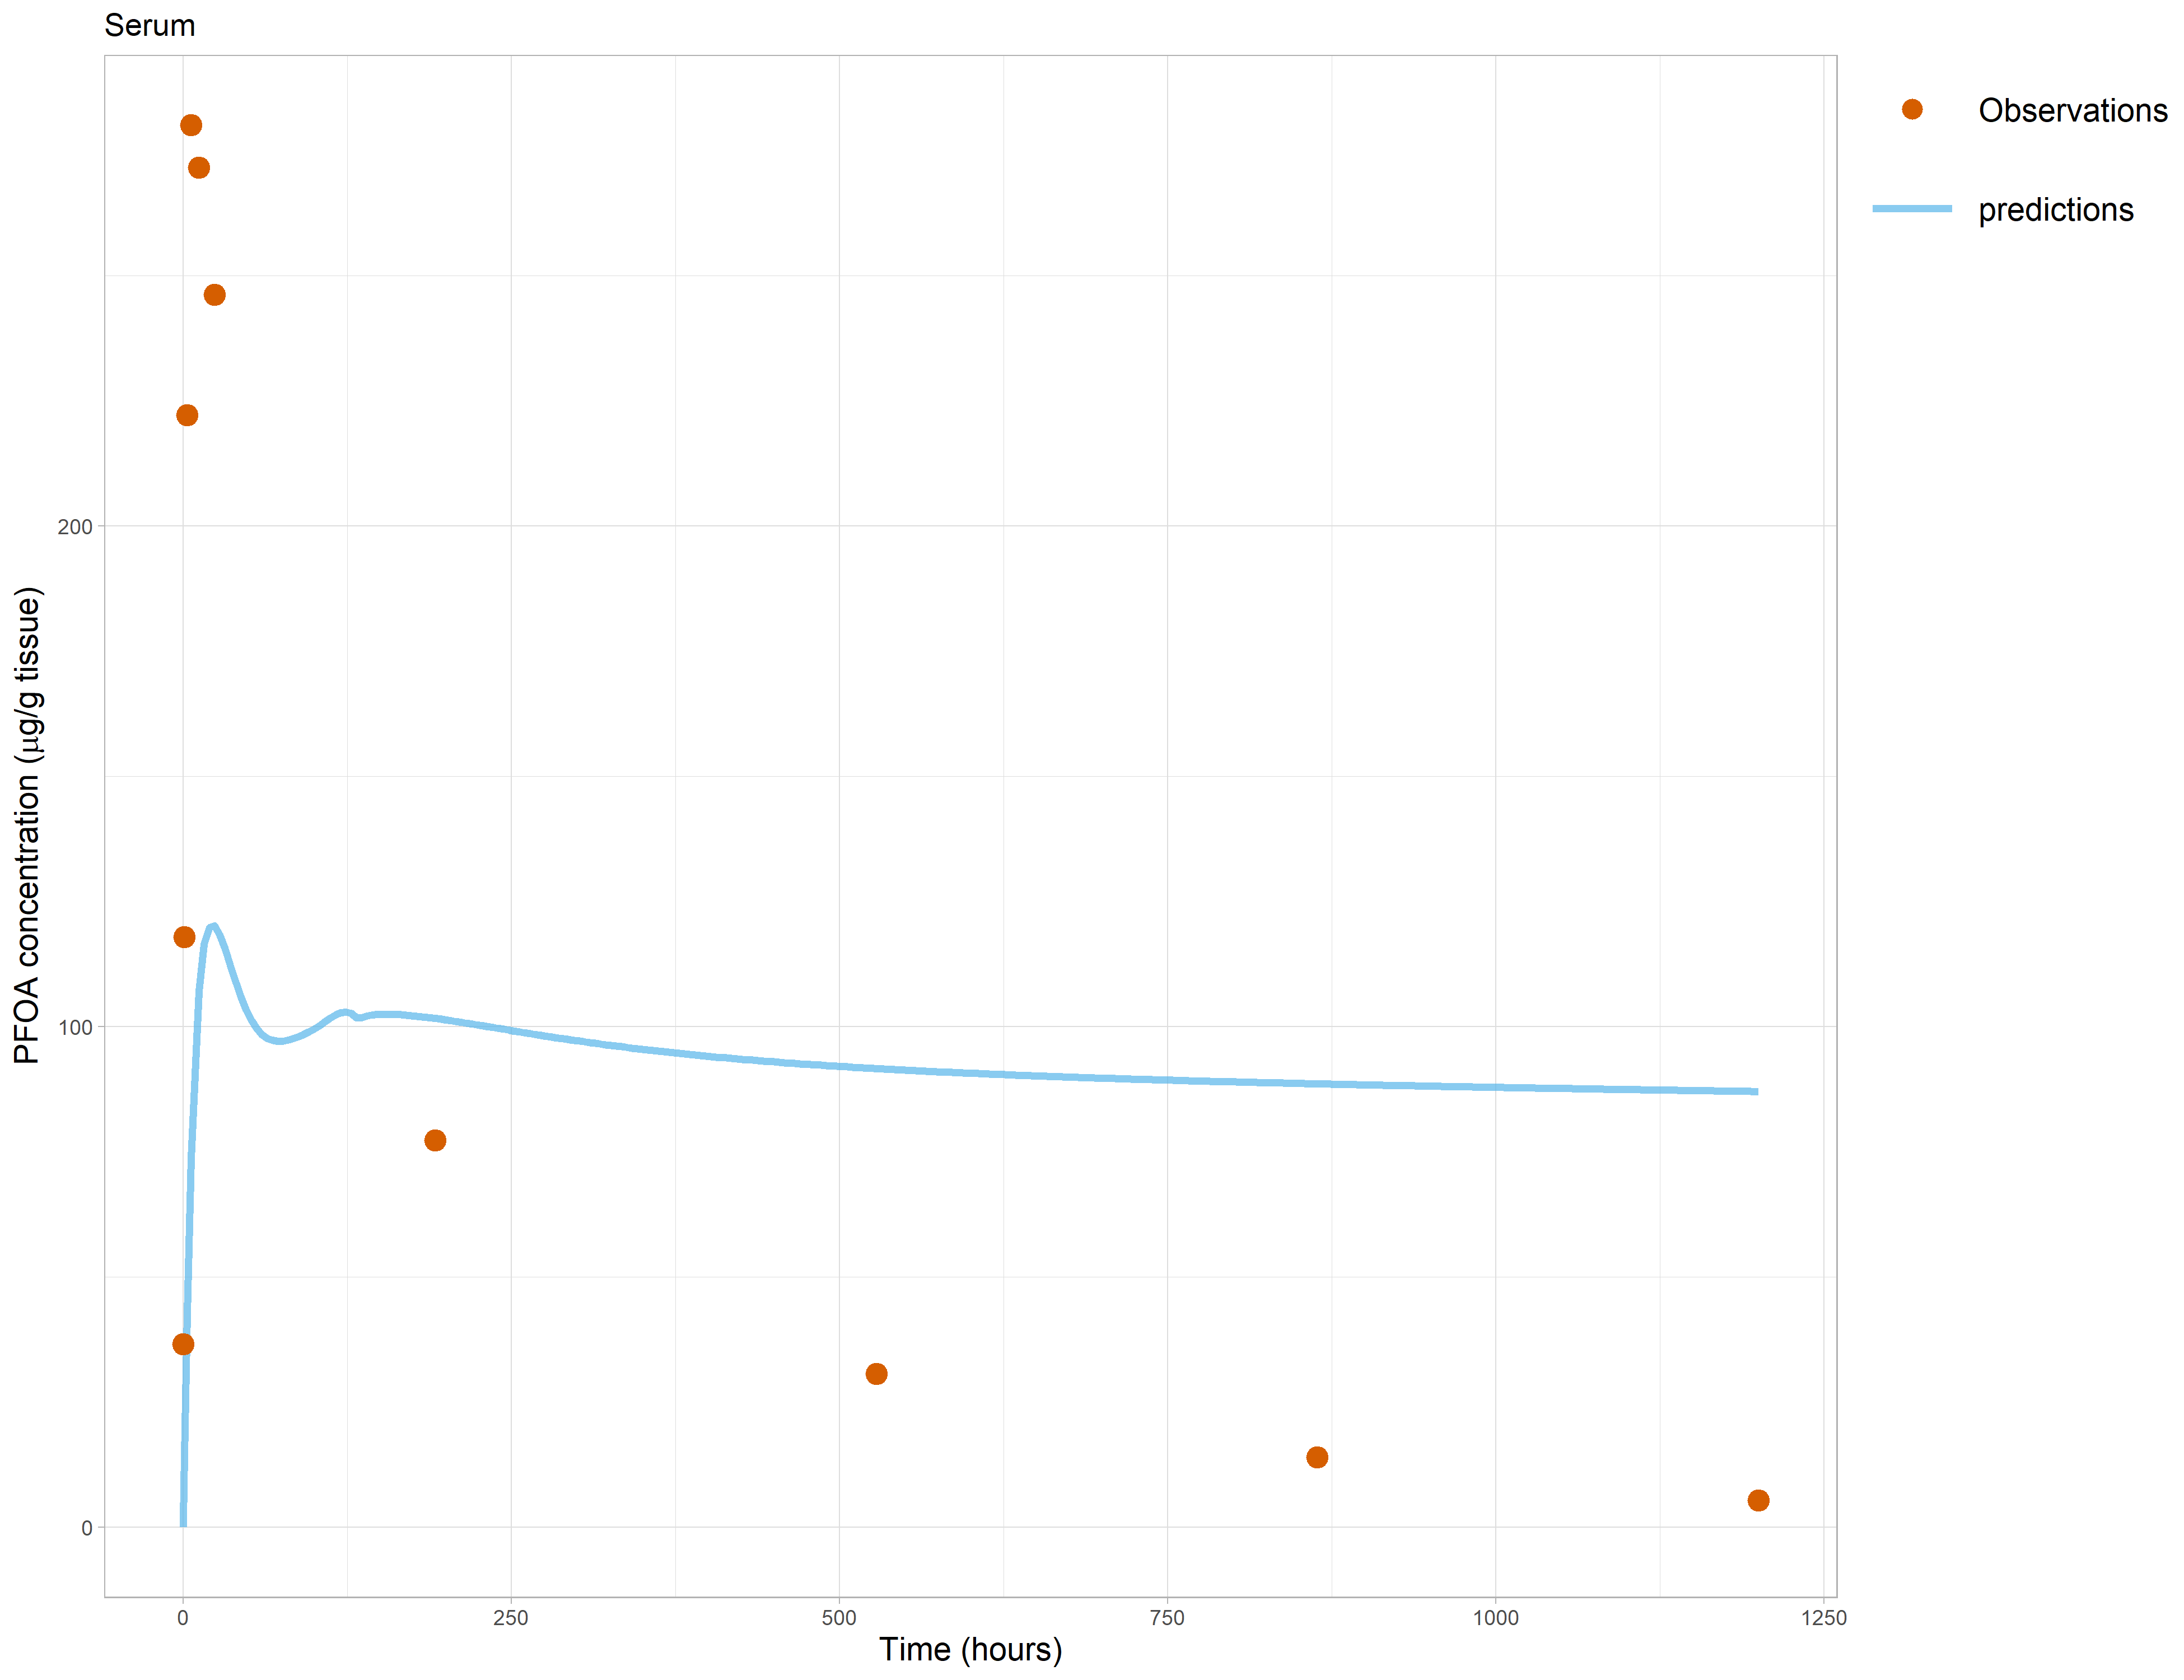 Serum
Observations
predictions
PFOA concentration (μg/g tissue)
200
100
0
0 250 500 750 1000 1250
Time (hours)